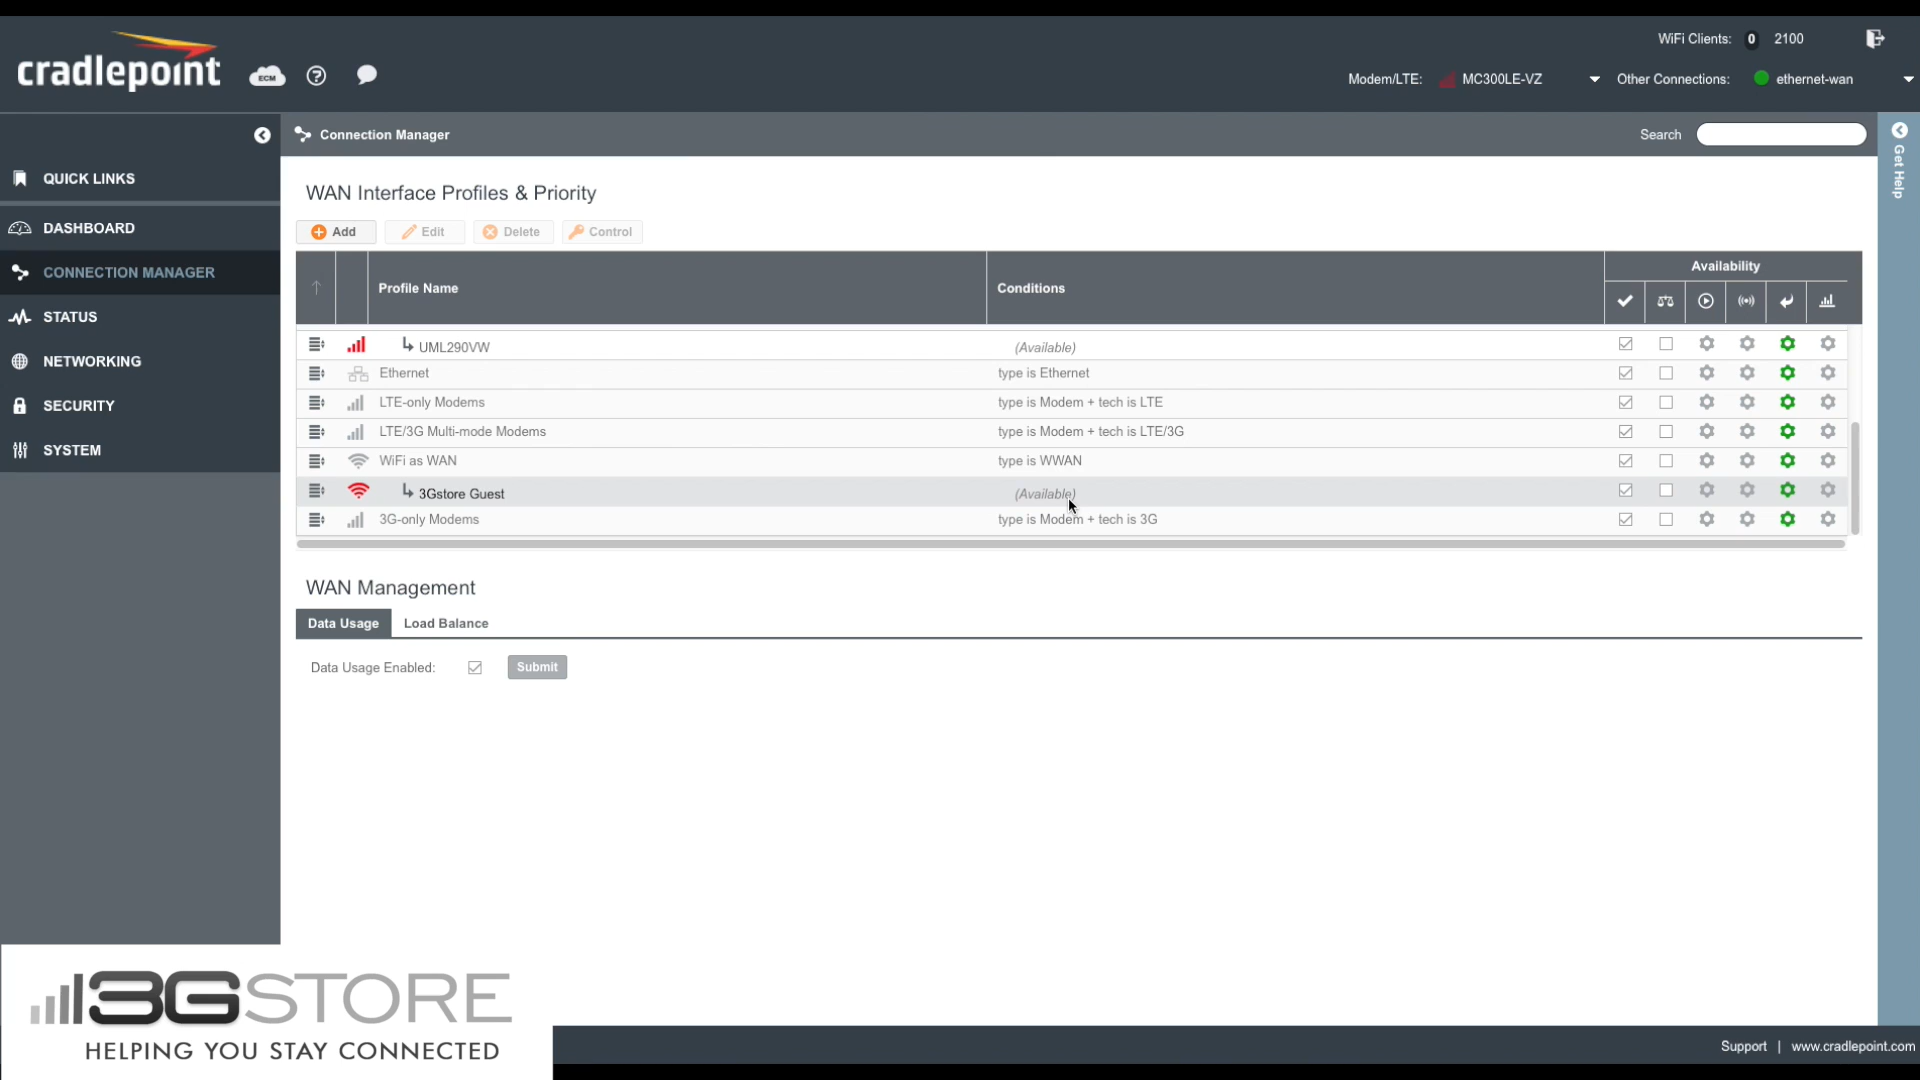 cradlepoint
ECM
WiFi Clients: 0 2100
Modem/LTE: MC300LE-VZ Other Connections: ethernet-wan
Connection Manager
Search
Get Help
QUICK LINKS
DASHBOARD
CONNECTION MANAGER
STATUS
NETWORKING
SECURITY
SYSTEM
WAN Interface Profiles & Priority
Add Edit Delete Control
Availability
Profile Name Conditions
UML290VW (Available)
Ethernet type is Ethernet
LTE-only Modems type is Modem + tech is LTE
LTE/3G Multi-mode Modems type is Modem + tech is LTE/3G
WiFi as WAN type is WWAN
3Gstore Guest (Available)
3G-only Modems type is Modem + tech is 3G
WAN Management
Data Usage Load Balance
Data Usage Enabled: Submit
3GSTORE
HELPING YOU STAY CONNECTED
Support | www.cradlepoint.com